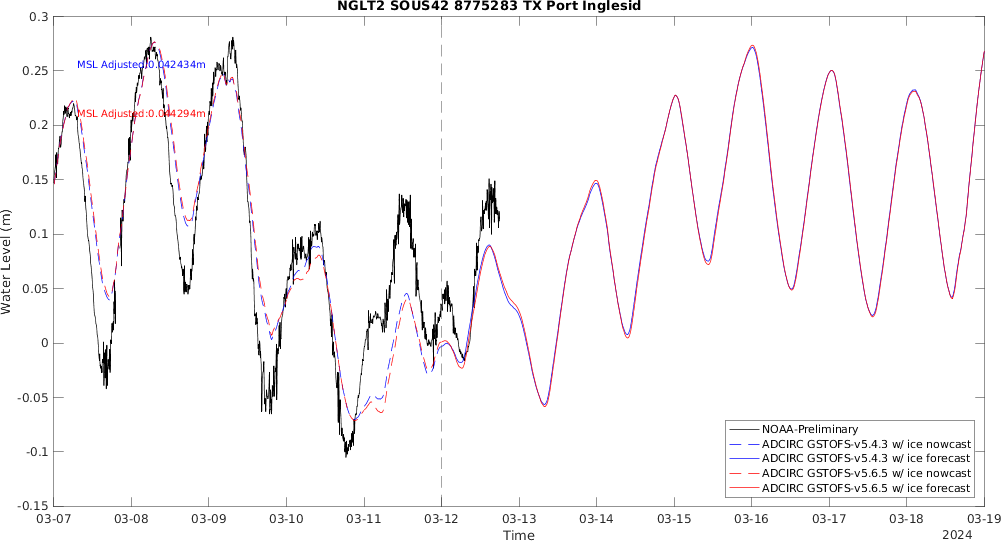 NGLT2 SOUS42 8775283 TX Port Inglesid
0.3
0.25
0.2
0.15
0.1
0.05
0
-0.05
-0.1
-0.15
Water Level (m)
MSL Adjusted:0.042434m
MSL Adjusted:0.044294m
NOAA-Preliminary
ADCIRC GSTOFS-v5.4.3 w/ ice nowcast
ADCIRC GSTOFS-v5.4.3 w/ ice forecast
ADCIRC GSTOFS-v5.6.5 w/ ice nowcast
ADCIRC GSTOFS-v5.6.5 w/ ice forecast
03-07 03-08 03-09 03-10 03-11 03-12 03-13 03-14 03-15 03-16 03-17 03-18 03-19
Time
2024